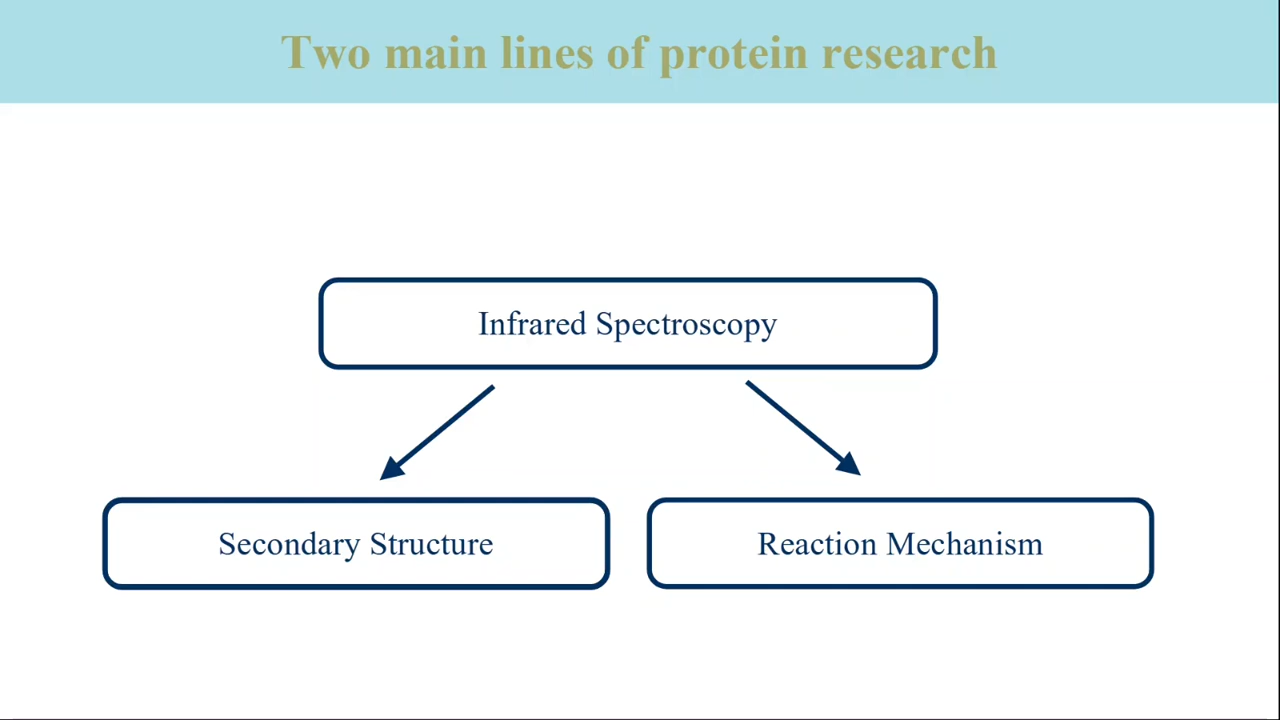 Two main lines of protein research
Infrared Spectroscopy
Secondary Structure
Reaction Mechanism